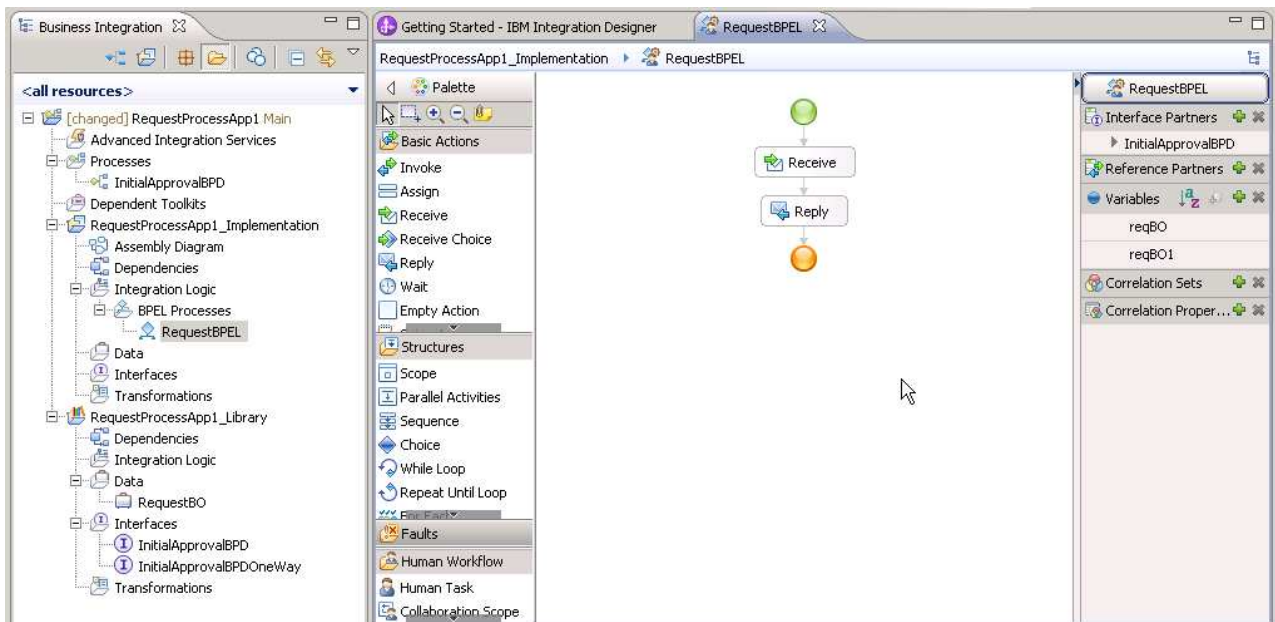 Business Integration
<all resources>
[changed] RequestProcessApp1 Main
Advanced Integration Services
Processes
InitialApprovalBPD
Dependent Toolkits
RequestProcessApp1_Implementation
Assembly Diagram
Dependencies
Integration Logic
BPEL Processes
RequestBPEL
Data
Interfaces
Transformations
RequestProcessApp1_Library
Dependencies
Integration Logic
Data
RequestBO
Interfaces
InitialApprovalBPD
InitialApprovalBPDOneWay
Transformations
Getting Started - IBM Integration Designer
RequestBPEL
RequestProcessApp1_Implementation
RequestBPEL
Palette
Basic Actions
Invoke
Assign
Receive
Receive Choice
Reply
Wait
Empty Action
Structures
Scope
Parallel Activities
Sequence
Choice
While Loop
Repeat Until Loop
For Each
Faults
Human Workflow
Human Task
Collaboration Scope
Receive
Reply
RequestBPEL
Interface Partners
InitialApprovalBPD
Reference Partners
Variables
reqBO
reqBO1
Correlation Sets
Correlation Proper...